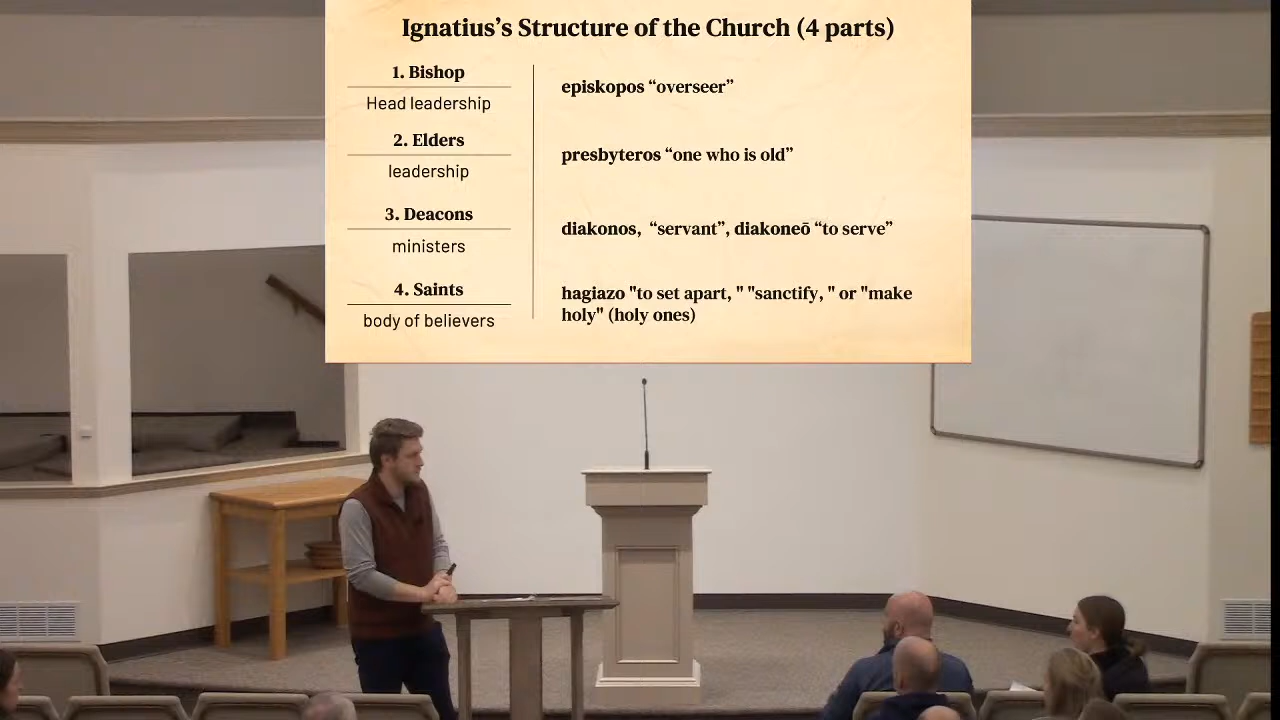 Ignatius’s Structure of the Church (4 parts)
1. Bishop
Head leadership
episkopos “overseer”
2. Elders
leadership
presbyteros “one who is old”
3. Deacons
ministers
diakonos, “servant”, diakoneō “to serve”
4. Saints
body of believers
hagiazo "to set apart, " "sanctify, " or "make
holy" (holy ones)